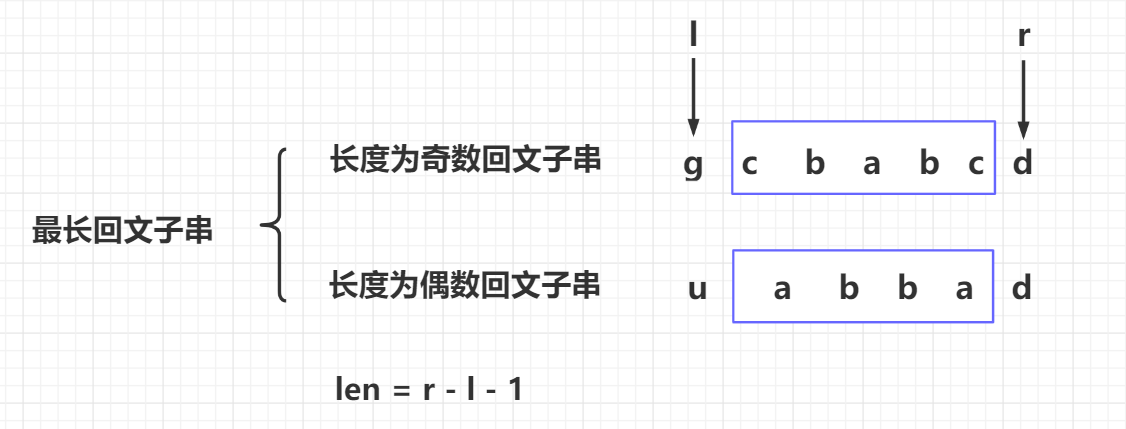 l r
长度为奇数回文子串 g c b a b c d
最长回文子串
长度为偶数回文子串 u a b b a d
len = r - l - 1